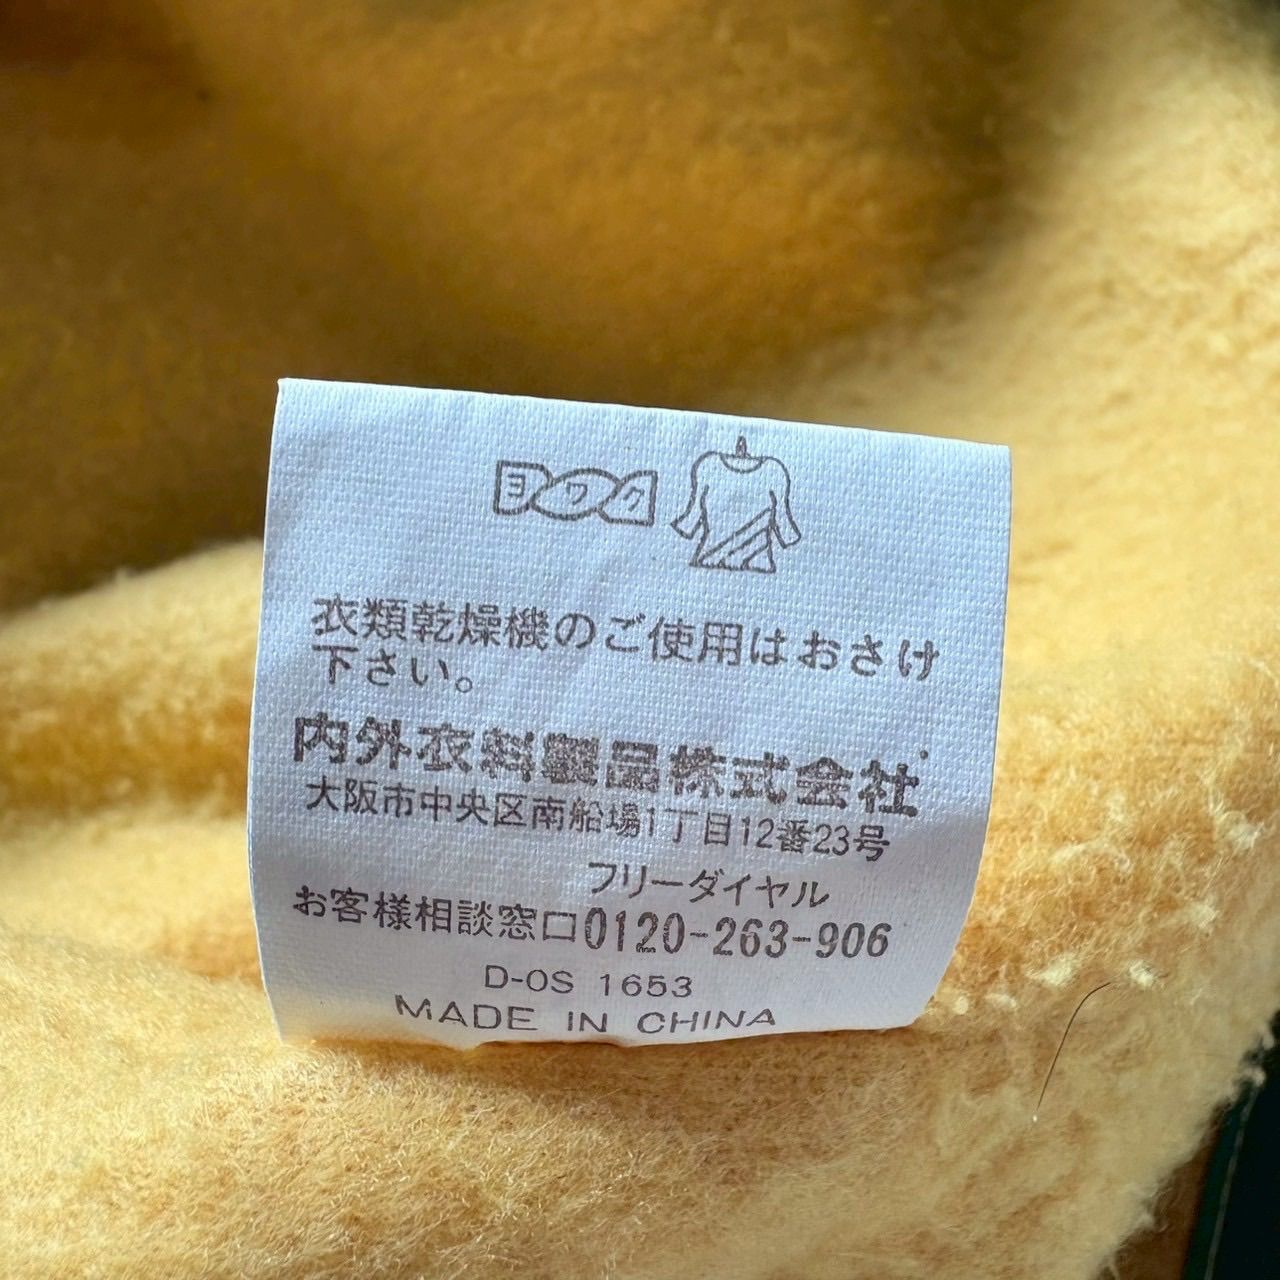 ヨワク
衣類乾燥機のご使用はおさけ
下さい。
内外衣料製品株式会社
大阪市中央区南船場1丁目12番23号
フリーダイヤル
お客様相談窓口0120-263-906
D-OS 1653
MADE IN CHINA